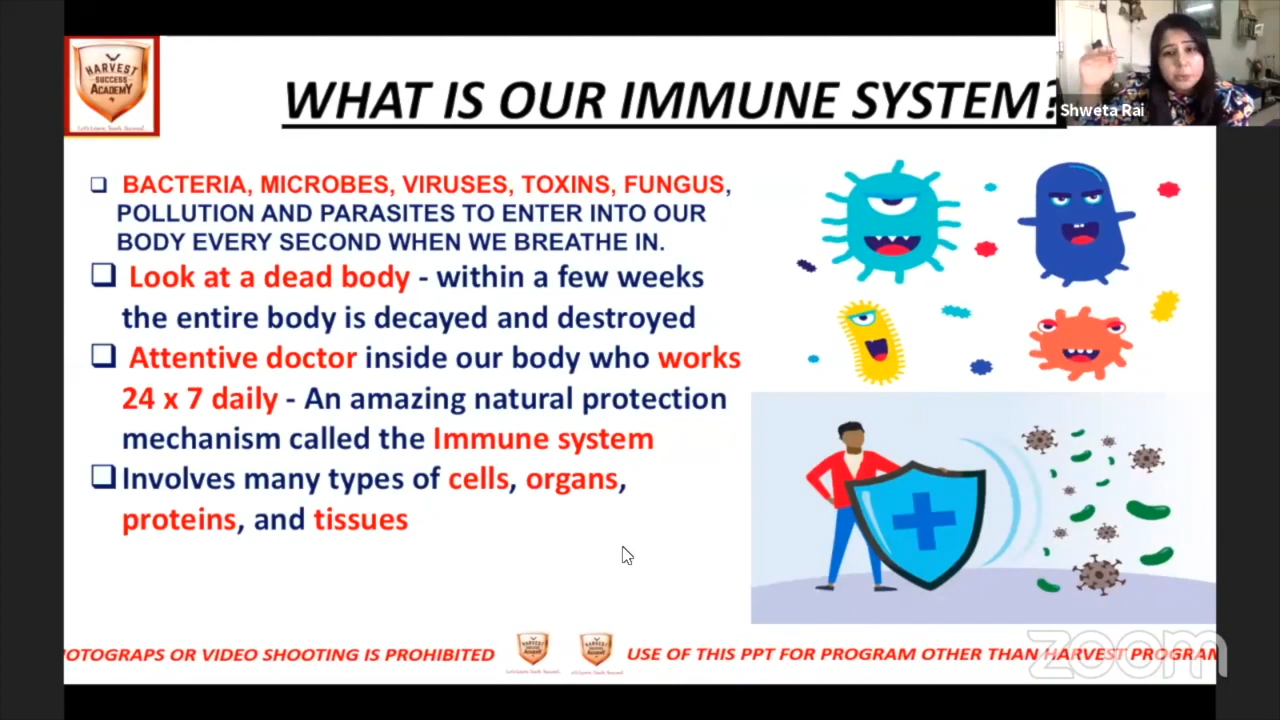 HARVEST
SUCCESS
ACADEMY
WHAT IS OUR IMMUNE SYSTEM?
Shweta Rai
BACTERIA, MICROBES, VIRUSES, TOXINS, FUNGUS,
POLLUTION AND PARASITES TO ENTER INTO OUR
BODY EVERY SECOND WHEN WE BREATHE IN.
Look at a dead body - within a few weeks
the entire body is decayed and destroyed
Attentive doctor inside our body who works
24 x 7 daily - An amazing natural protection
mechanism called the Immune system
Involves many types of cells, organs,
proteins, and tissues
OTOGRAPS OR VIDEO SHOOTING IS PROHIBITED
USE OF THIS PPT FOR PROGRAM OTHER THAN HARVEST PROGRAM
zoom